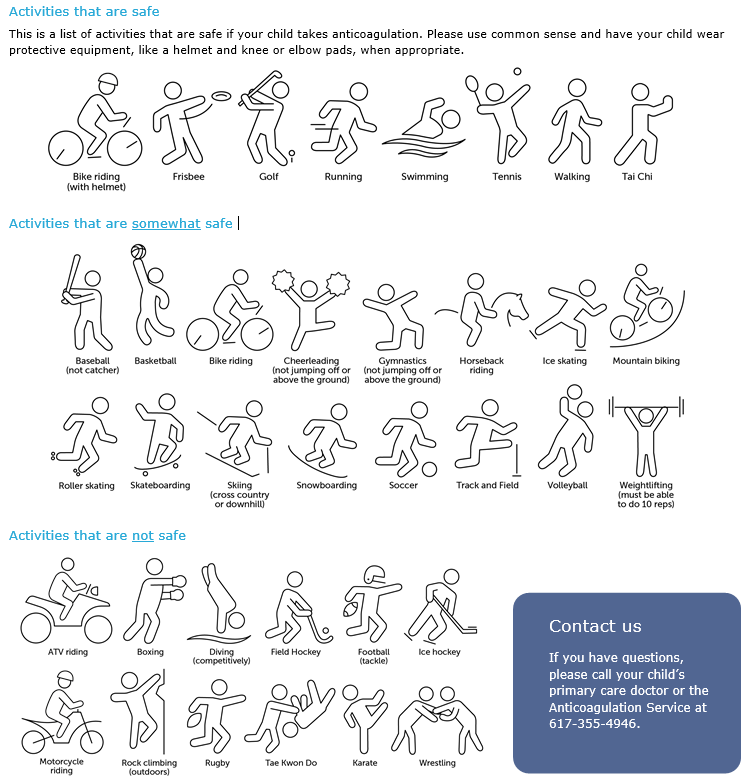 Activities that are safe
This is a list of activities that are safe if your child takes anticoagulation. Please use common sense and have your child wear
protective equipment, like a helmet and knee or elbow pads, when appropriate.
Bike riding
(with helmet)
Frisbee
Golf
Running
Swimming
Tennis
Walking
Tai Chi
Activities that are somewhat safe
Baseball
(not catcher)
Basketball
Bike riding
Cheerleading
(not jumping off or
above the ground)
Gymnastics
(not jumping off or
above the ground)
Horseback
riding
Ice skating
Mountain biking
Roller skating
Skateboarding
Skiing
(cross country
or downhill)
Snowboarding
Soccer
Track and Field
Volleyball
Weightlifting
(must be able
to do 10 reps)
Activities that are not safe
ATV riding
Boxing
Diving
(competitively)
Field Hockey
Football
(tackle)
Ice hockey
Motorcycle
riding
Rock climbing
(outdoors)
Rugby
Tae Kwon Do
Karate
Wrestling
Contact us
If you have questions,
please call your child's
primary care doctor or the
Anticoagulation Service at
617-355-4946.